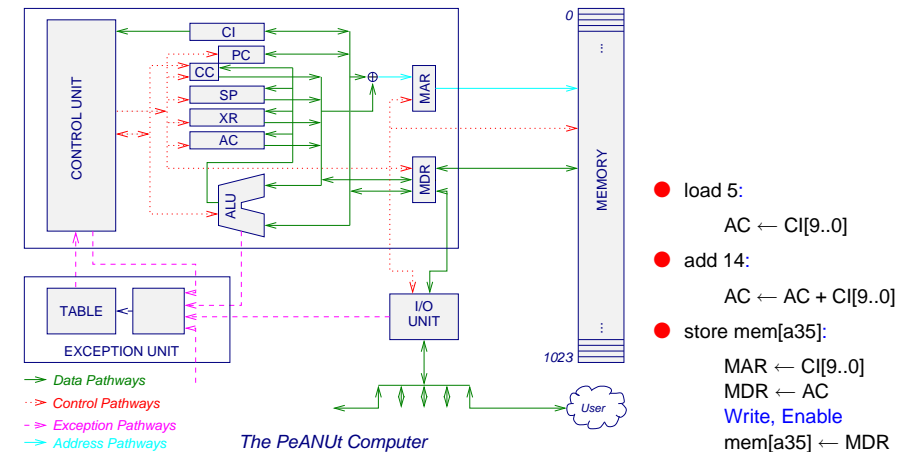 CI
PC
CC
SP
XR
AC
ALU
CONTROL UNIT
MAR
MDR
0
⋮
MEMORY
⋮
1023
TABLE
EXCEPTION UNIT
I/O
UNIT
User
Data Pathways
Control Pathways
Exception Pathways
Address Pathways
The PeANUt Computer
● load 5:
AC ← CI[9..0]
● add 14:
AC ← AC + CI[9..0]
● store mem[a35]:
MAR ← CI[9..0]
MDR ← AC
Write, Enable
mem[a35] ← MDR